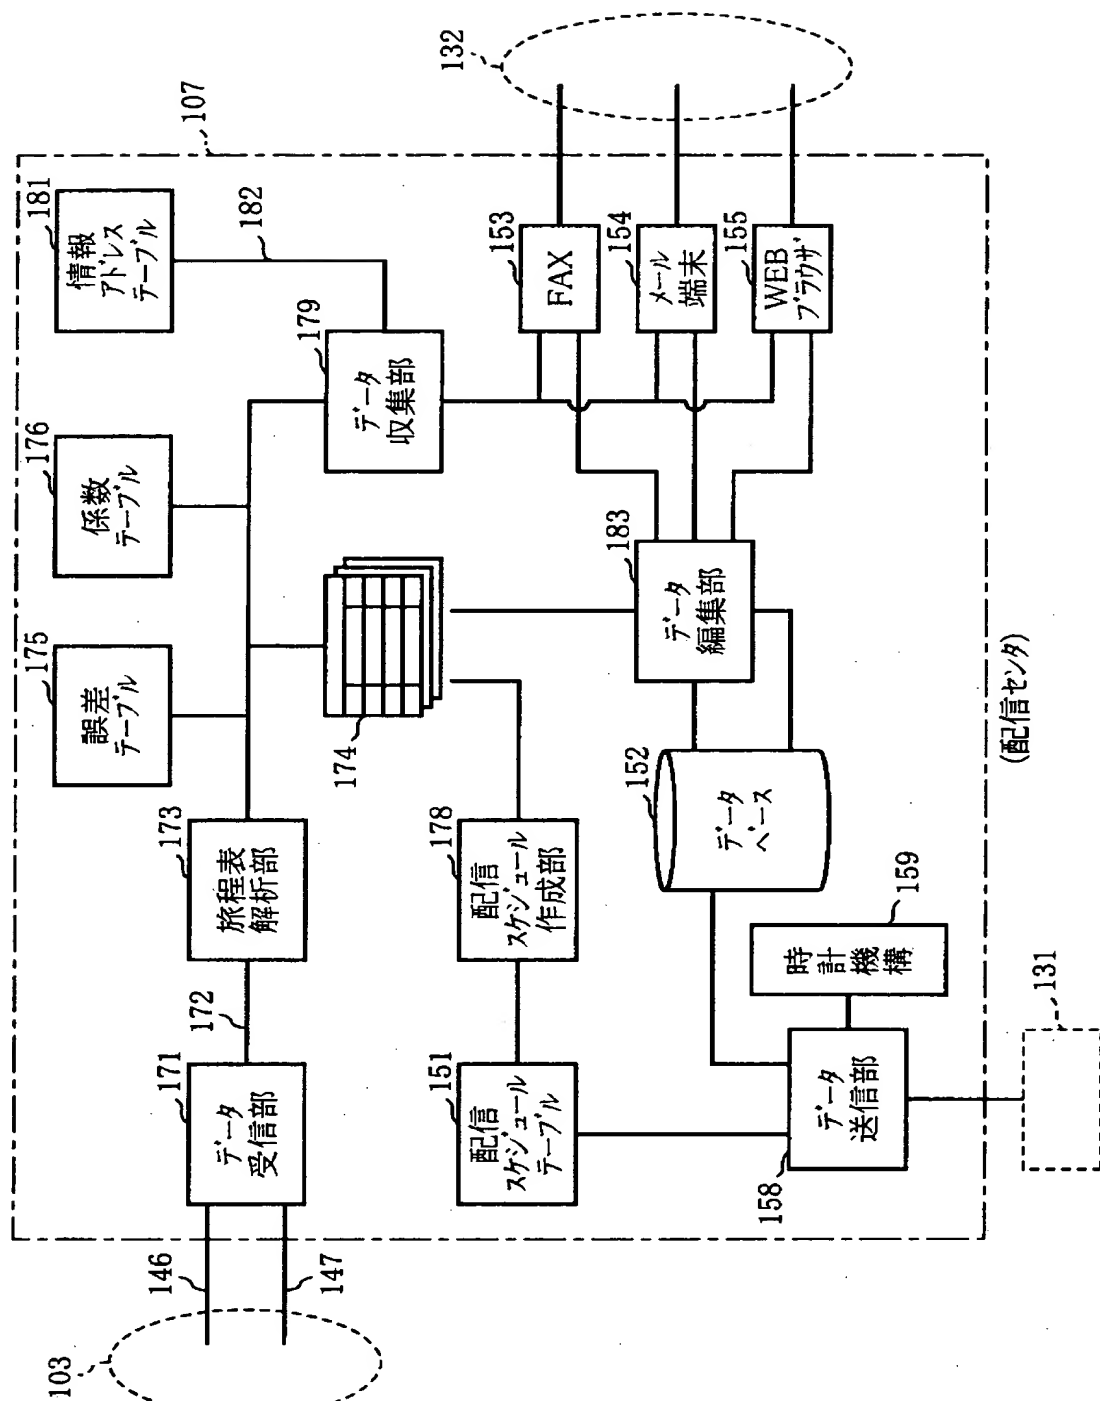 103
146
147
171
データ
受信部
172
173
旅程表
解析部
175
誤差
テーブル
176
係数
テーブル
181
情報
アドレス
テーブル
182
107
174
179
データ
収集部
132
151
配信
スケジュール
テーブル
178
配信
スケジュール
作成部
153
FAX
154
メール
端末
155
WEB
ブラウザ
183
データ
編集部
152
データ
ベース
158
データ
送信部
159
時計機構
131
(配信センタ)